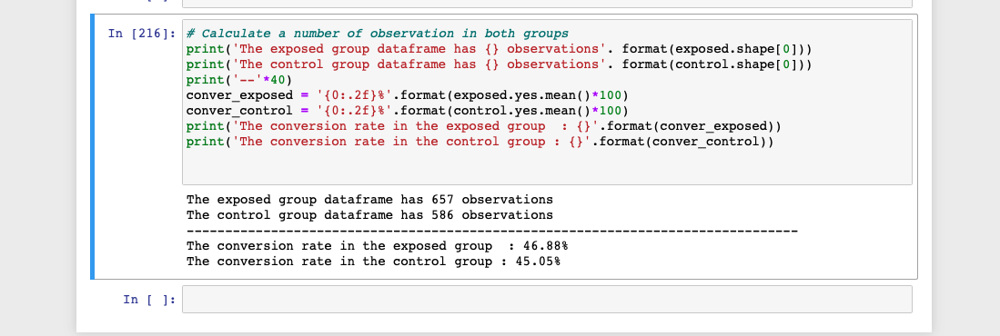 In [216]: # Calculate a number of observation in both groups
print('The exposed group dataframe has {} observations'. format(exposed.shape[0]))
print('The control group dataframe has {} observations'. format(control.shape[0]))
print('--'*40)
conver_exposed = '{0:.2f}%'.format(exposed.yes.mean()*100)
conver_control = '{0:.2f}%'.format(control.yes.mean()*100)
print('The conversion rate in the exposed group  : {}'.format(conver_exposed))
print('The conversion rate in the control group : {}'.format(conver_control))
The exposed group dataframe has 657 observations
The control group dataframe has 586 observations
--------------------------------------------------------------------------------
The conversion rate in the exposed group  : 46.88%
The conversion rate in the control group : 45.05%
In [ ]: